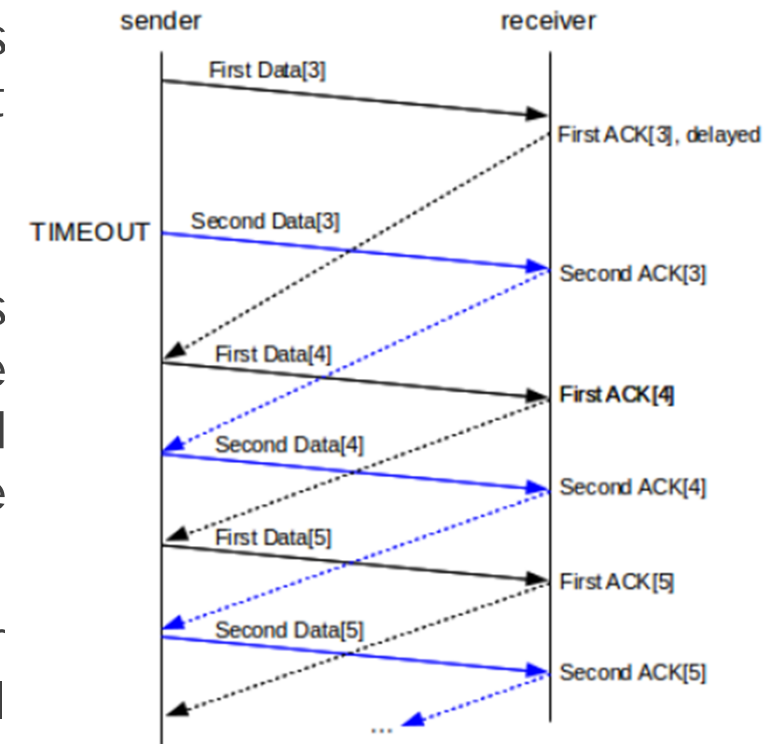 sender receiver
First Data[3]
First ACK[3], delayed
Second Data[3]
TIMEOUT
Second ACK[3]
First Data[4]
First ACK[4]
Second Data[4]
Second ACK[4]
First Data[5]
First ACK[5]
Second Data[5]
Second ACK[5]
...